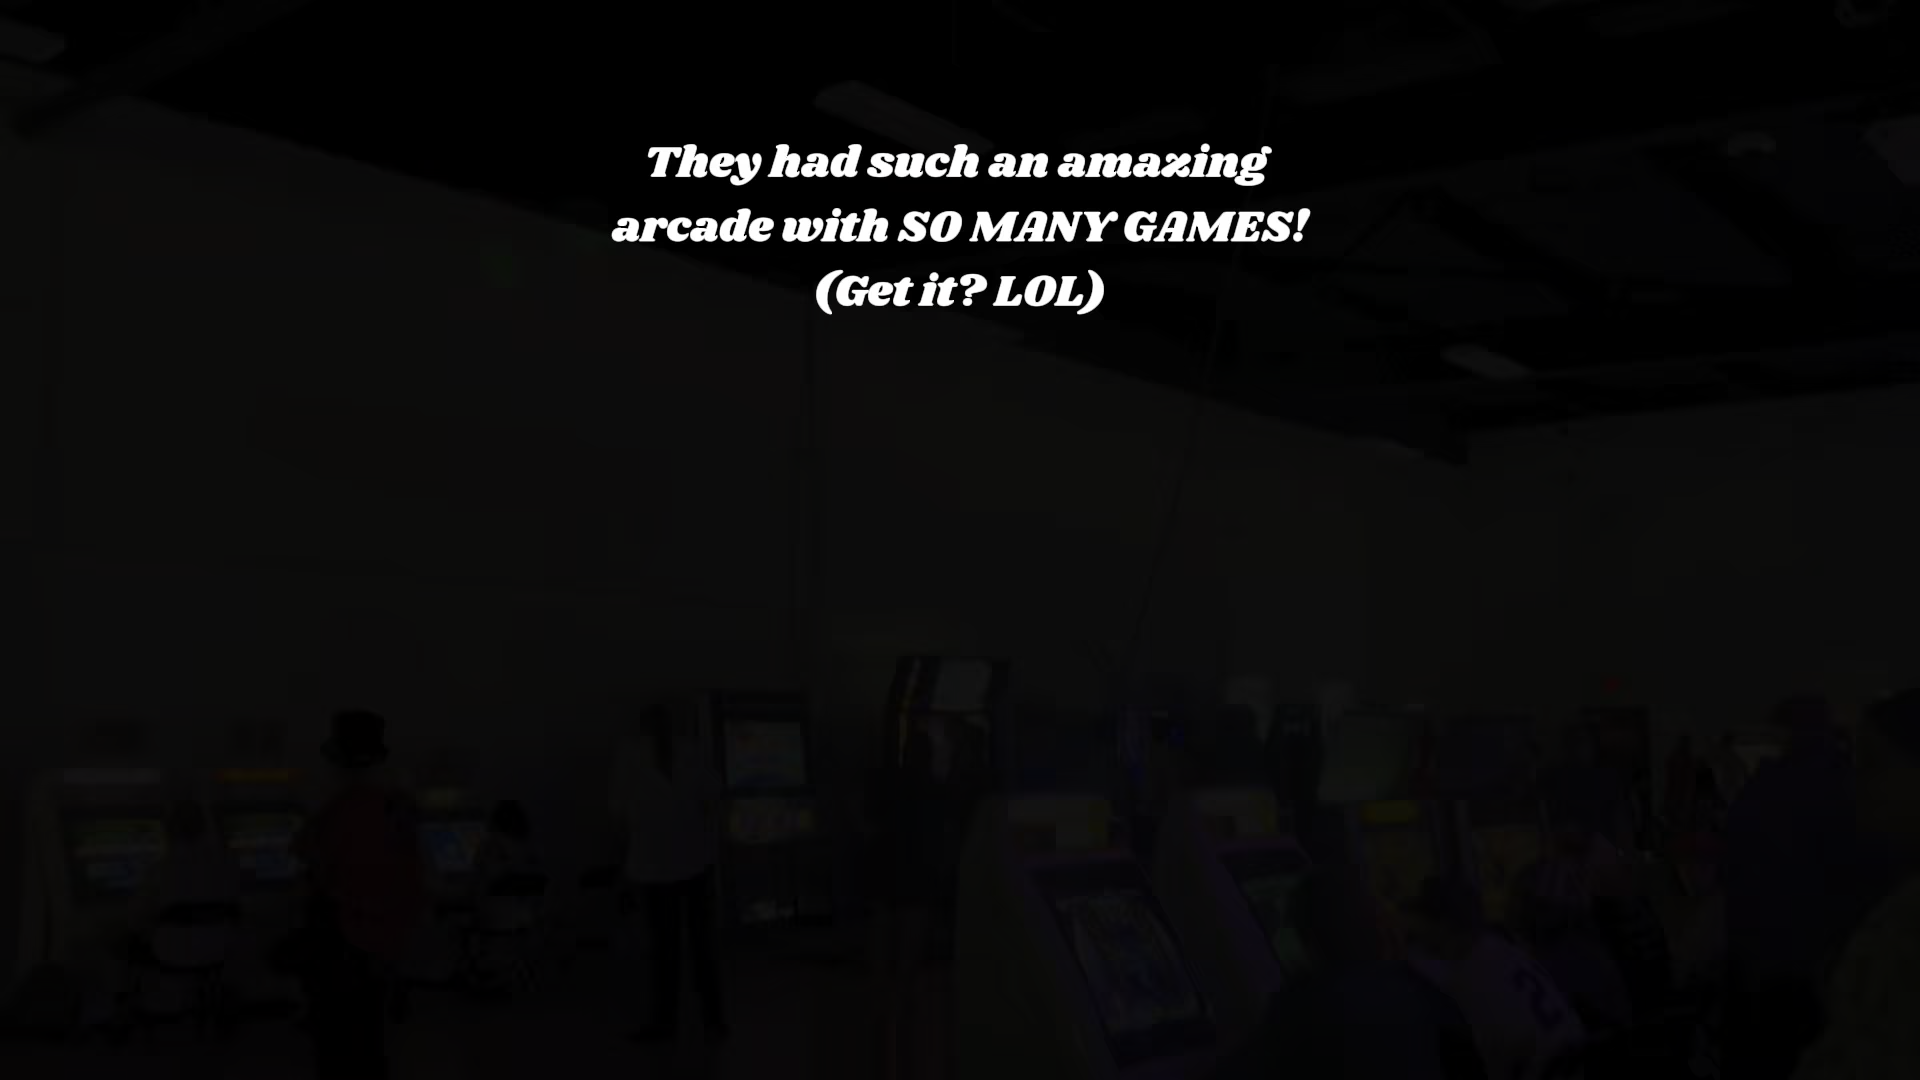 They had such an amazing
arcade with SO MANY GAMES!
(Get it? LOL)